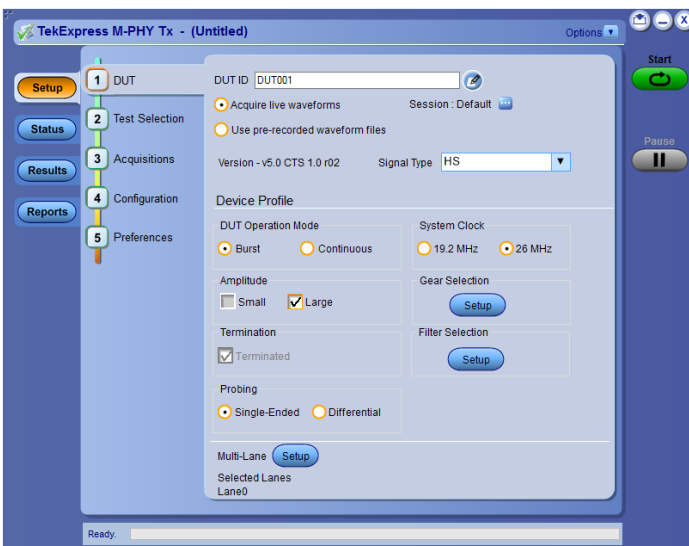 TekExpress M-PHY Tx - (Untitled)
Options
Start
Pause
Setup
Status
Results
Reports
1 DUT
2 Test Selection
3 Acquisitions
4 Configuration
5 Preferences
DUT ID DUT001
Acquire live waveforms Session : Default
Use pre-recorded waveform files
Version - v5.0 CTS 1.0 r02 Signal Type HS
Device Profile
DUT Operation Mode
Burst Continuous
System Clock
19.2 MHz 26 MHz
Amplitude
Small Large
Gear Selection
Setup
Termination
Terminated
Filter Selection
Setup
Probing
Single-Ended Differential
Multi-Lane Setup
Selected Lanes
Lane0
Ready.